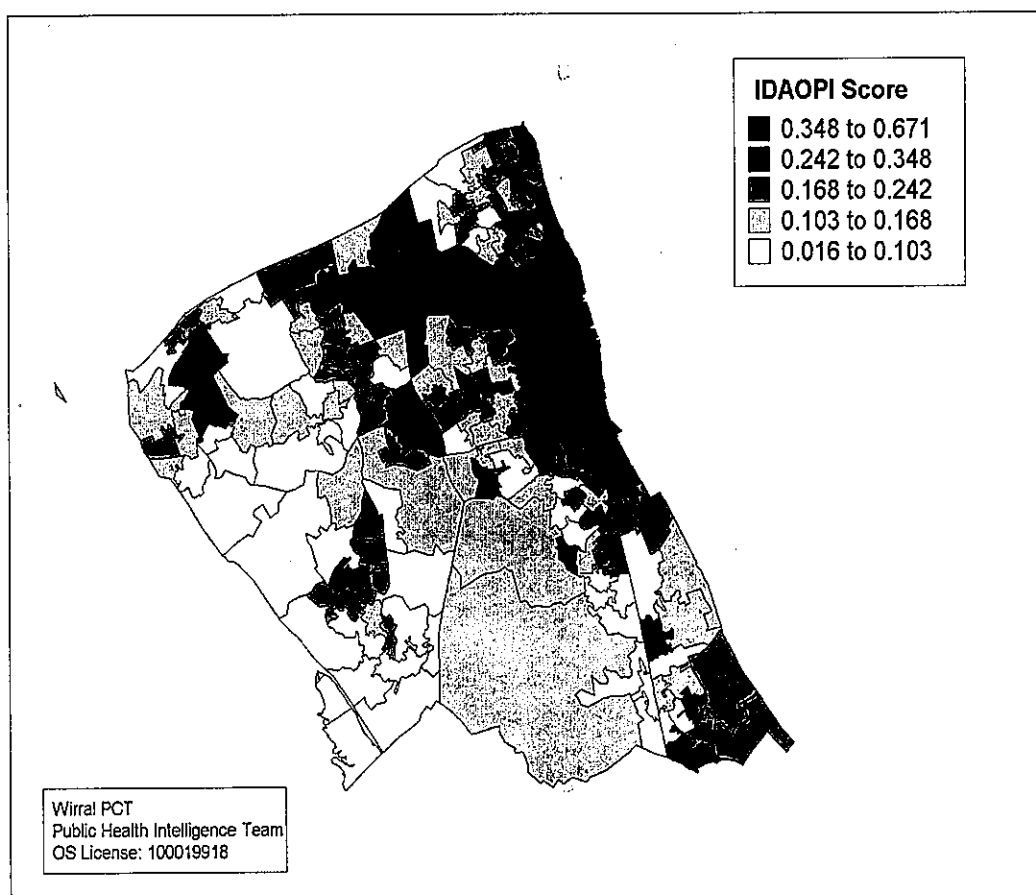 IDAOPI Score
0.348 to 0.671
0.242 to 0.348
0.168 to 0.242
0.103 to 0.168
0.016 to 0.103
Wirral PCT
Public Health Intelligence Team
OS License: 100019918